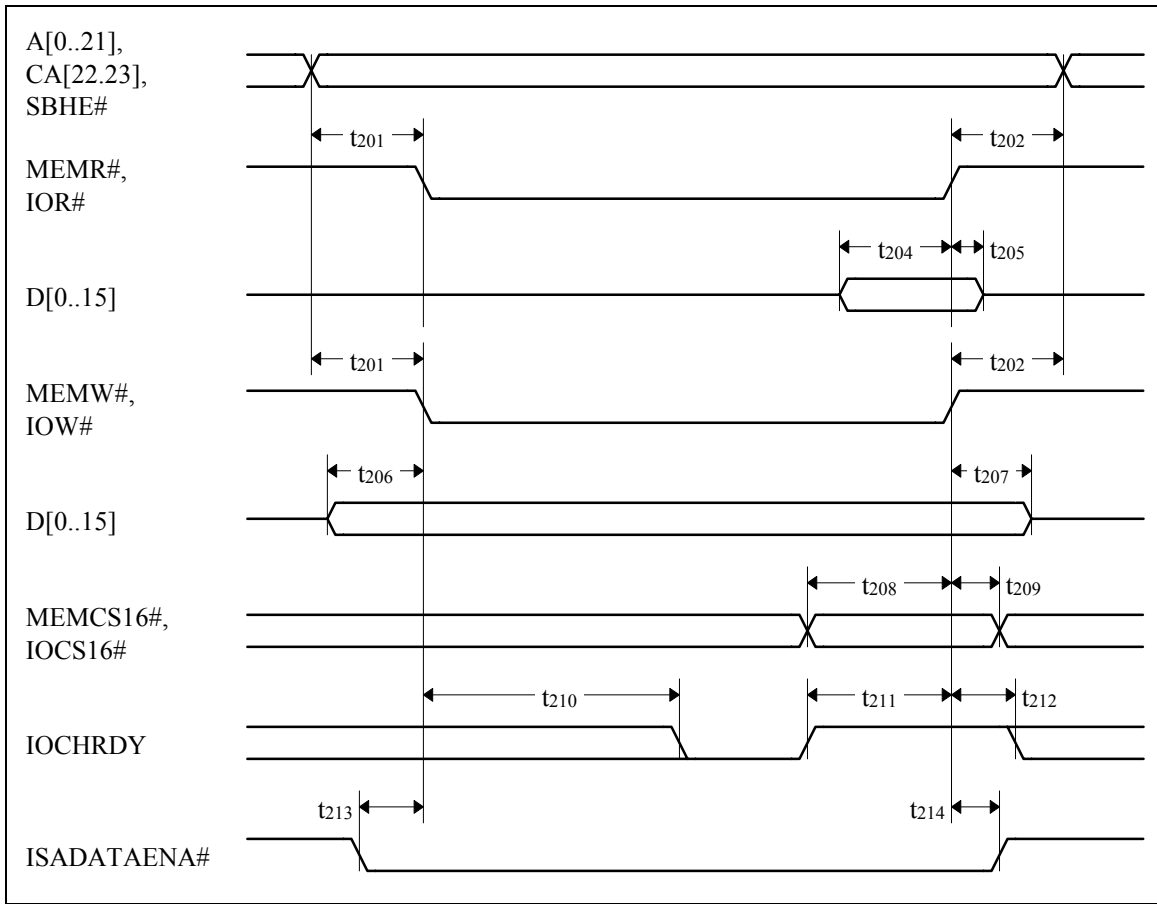 A[0..21],
CA[22.23],
SBHE#
t201
t202
MEMR#,
IOR#
t204
t205
D[0..15]
t201
t202
MEMW#,
IOW#
t206
t207
D[0..15]
t208
t209
MEMCS16#,
IOCS16#
t210
t211
t212
IOCHRDY
t213
t214
ISADATAENA#